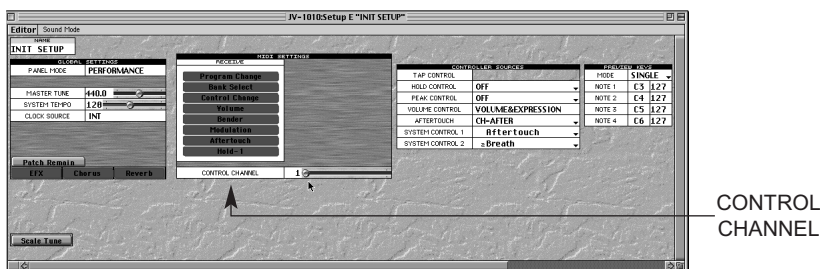 JV-1010:Setup E "INIT SETUP"
Editor Sound Mode
NAME
INIT SETUP
GLOBAL SETTINGS
PANEL MODE PERFORMANCE
MASTER TUNE 440.0
SYSTEM TEMPO 120
CLOCK SOURCE INT
Patch Remain
EFX Chorus Reverb
Scale Tune
MIDI SETTINGS
RECEIVE
Program Change
Bank Select
Control Change
Volume
Bender
Modulation
Aftertouch
Hold-1
CONTROL CHANNEL 1
CONTROLLER SOURCES
TAP CONTROL
HOLD CONTROL OFF
PEAK CONTROL OFF
VOLUME CONTROL VOLUME&EXPRESSION
AFTERTOUCH CH-AFTER
SYSTEM CONTROL 1 Aftertouch
SYSTEM CONTROL 2 2:Breath
PREVIEW KEYS
MODE SINGLE
NOTE 1 C3 127
NOTE 2 C4 127
NOTE 3 C5 127
NOTE 4 C6 127
CONTROL
CHANNEL